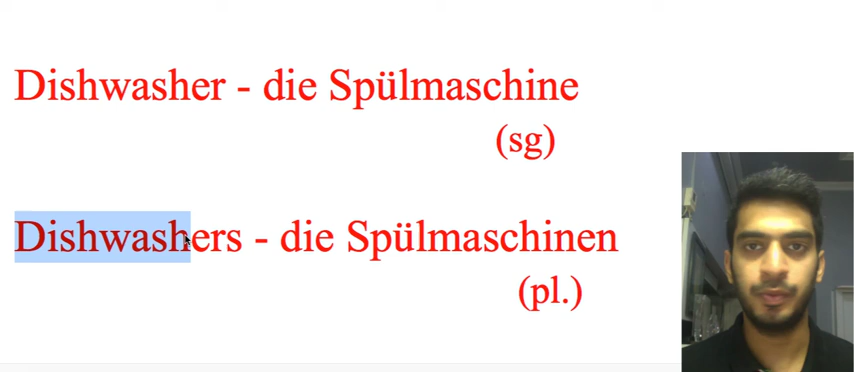 Dishwasher - die Spülmaschine
(sg)
Dishwashers - die Spülmaschinen
(pl.)